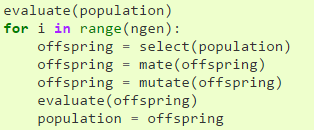 evaluate(population)
for i in range(ngen):
    offspring = select(population)
    offspring = mate(offspring)
    offspring = mutate(offspring)
    evaluate(offspring)
    population = offspring